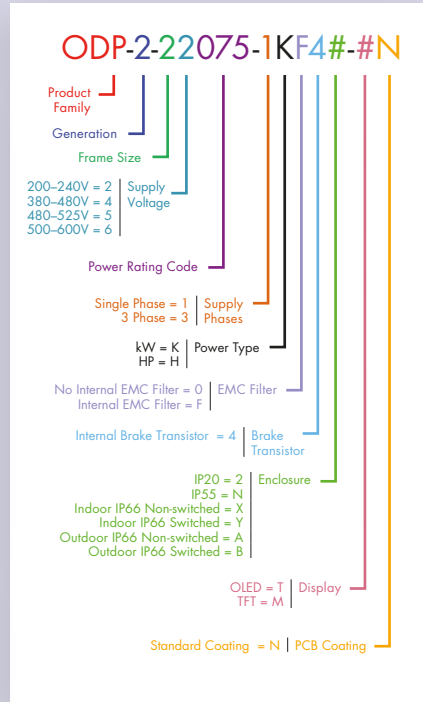 ODP-2-22075-1KF4#-#N
Product
Family
Generation
Frame Size
200–240V = 2 | Supply
380–480V = 4 | Voltage
480–525V = 5
500–600V = 6
Power Rating Code
Single Phase = 1 | Supply
3 Phase = 3 | Phases
kW = K | Power Type
HP = H
No Internal EMC Filter = 0 | EMC Filter
Internal EMC Filter = F
Internal Brake Transistor = 4 | Brake
Transistor
IP20 = 2 | Enclosure
IP55 = N
Indoor IP66 Non-switched = X
Indoor IP66 Switched = Y
Outdoor IP66 Non-switched = A
Outdoor IP66 Switched = B
OLED = T | Display
TFT = M
Standard Coating = N | PCB Coating